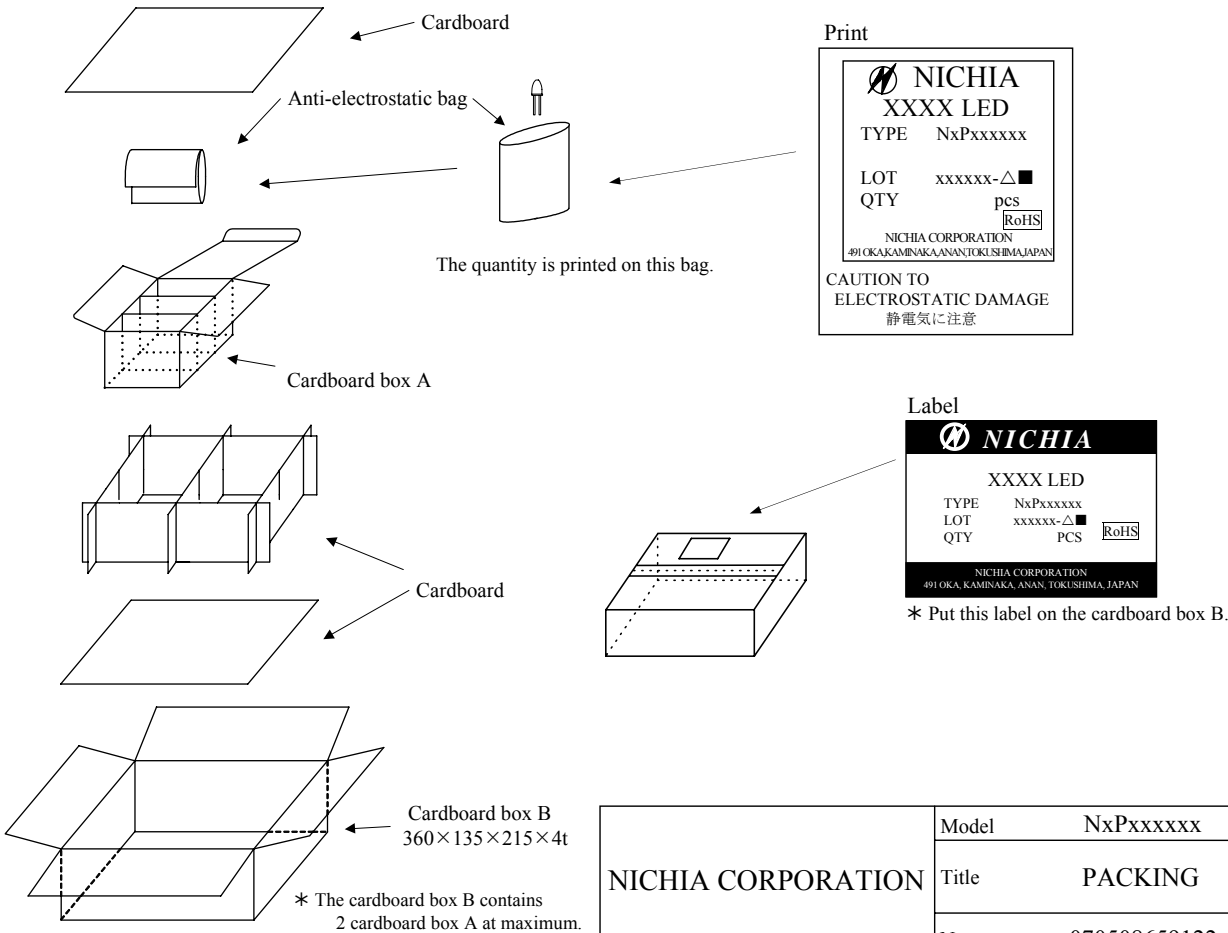 Cardboard
Anti-electrostatic bag
The quantity is printed on this bag.
Cardboard box A
Cardboard
Cardboard box B
360×135×215×4t
＊ The cardboard box B contains
2 cardboard box A at maximum.
Print
NICHIA
XXXX LED
TYPE NxPxxxxxx
LOT xxxxxx-△■
QTY pcs
RoHS
NICHIA CORPORATION
491 OKA,KAMINAKA,ANAN,TOKUSHIMA,JAPAN
CAUTION TO
ELECTROSTATIC DAMAGE
静電気に注意
Label
NICHIA
XXXX LED
TYPE NxPxxxxxx
LOT xxxxxx-△■
QTY PCS RoHS
NICHIA CORPORATION
491 OKA, KAMINAKA, ANAN, TOKUSHIMA, JAPAN
＊ Put this label on the cardboard box B.
NICHIA CORPORATION
Model NxPxxxxxx
Title PACKING